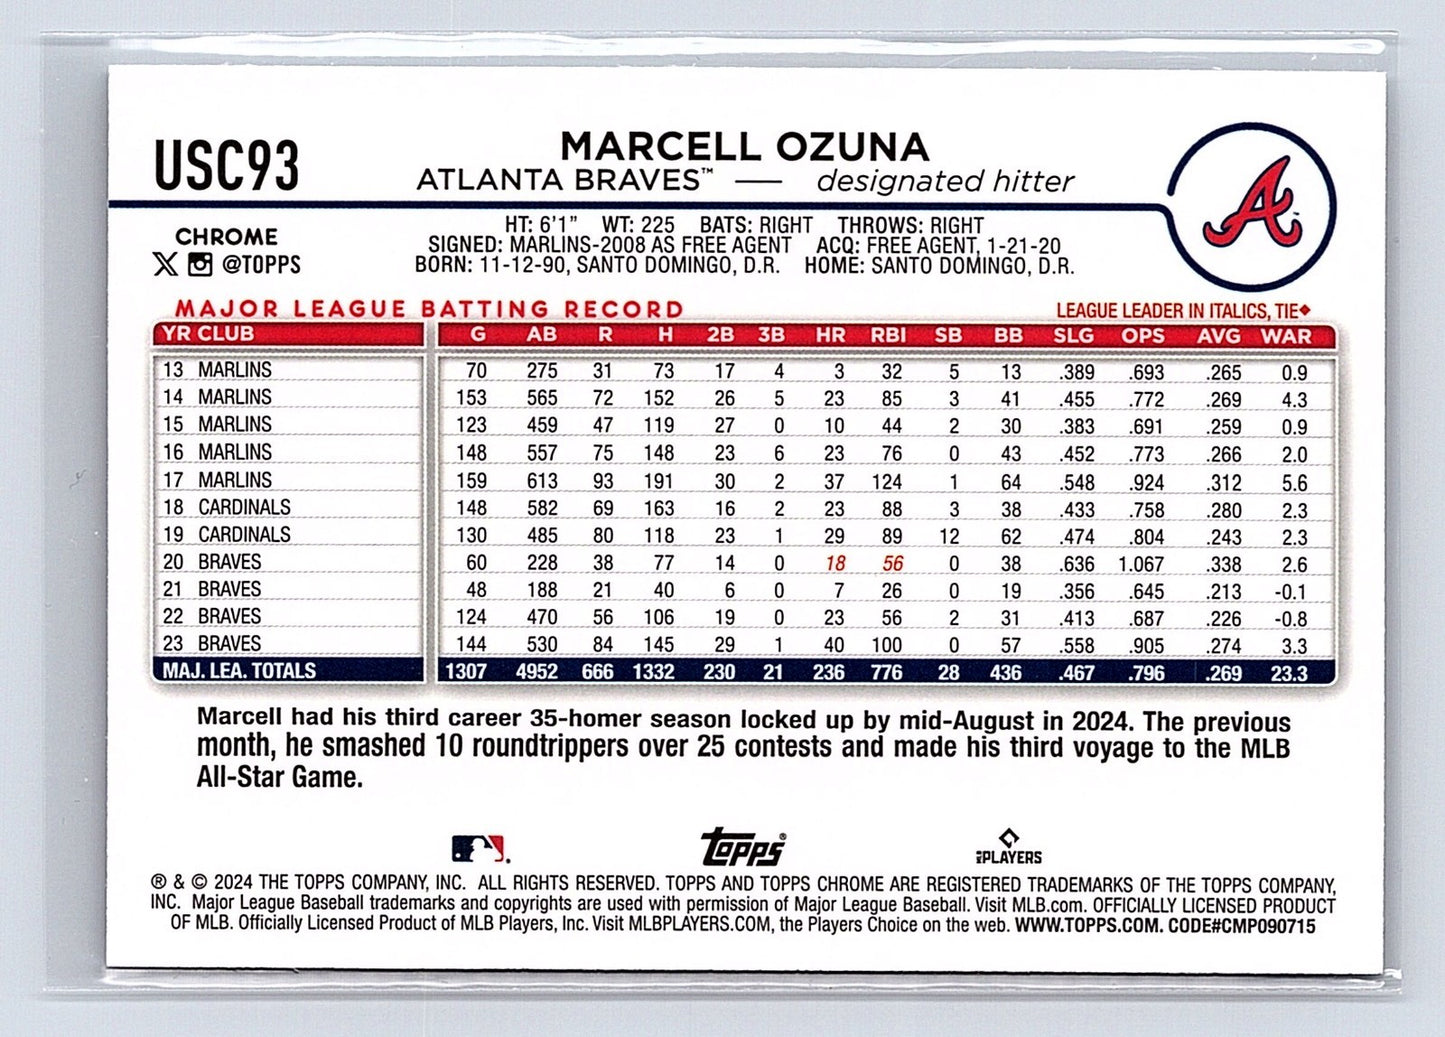 USC93
MARCELL OZUNA
ATLANTA BRAVES™ — designated hitter
A
CHROME
@TOPPS
HT: 6'1" WT: 225 BATS: RIGHT THROWS: RIGHT
SIGNED: MARLINS-2008 AS FREE AGENT ACQ: FREE AGENT, 1-21-20
BORN: 11-12-90, SANTO DOMINGO, D.R. HOME: SANTO DOMINGO, D.R.
MAJOR LEAGUE BATTING RECORD LEAGUE LEADER IN ITALICS, TIE◆
YR CLUB G AB R H 2B 3B HR RBI SB BB SLG OPS AVG WAR
13 MARLINS 70 275 31 73 17 4 3 32 5 13 .389 .693 .265 0.9
14 MARLINS 153 565 72 152 26 5 23 85 3 41 .455 .772 .269 4.3
15 MARLINS 123 459 47 119 27 0 10 44 2 30 .383 .691 .259 0.9
16 MARLINS 148 557 75 148 23 6 23 76 0 43 .452 .773 .266 2.0
17 MARLINS 159 613 93 191 30 2 37 124 1 64 .548 .924 .312 5.6
18 CARDINALS 148 582 69 163 16 2 23 88 3 38 .433 .758 .280 2.3
19 CARDINALS 130 485 80 118 23 1 29 89 12 62 .474 .804 .243 2.3
20 BRAVES 60 228 38 77 14 0 18 56 0 38 .636 1.067 .338 2.6
21 BRAVES 48 188 21 40 6 0 7 26 0 19 .356 .645 .213 -0.1
22 BRAVES 124 470 56 106 19 0 23 56 2 31 .413 .687 .226 -0.8
23 BRAVES 144 530 84 145 29 1 40 100 0 57 .558 .905 .274 3.3
MAJ. LEA. TOTALS 1307 4952 666 1332 230 21 236 776 28 436 .467 .796 .269 23.3
Marcell had his third career 35-homer season locked up by mid-August in 2024. The previous
month, he smashed 10 roundtrippers over 25 contests and made his third voyage to the MLB
All-Star Game.
topps® PLAYERS
® & © 2024 THE TOPPS COMPANY, INC. ALL RIGHTS RESERVED. TOPPS AND TOPPS CHROME ARE REGISTERED TRADEMARKS OF THE TOPPS COMPANY,
INC. Major League Baseball trademarks and copyrights are used with permission of Major League Baseball. Visit MLB.com. OFFICIALLY LICENSED PRODUCT
OF MLB. Officially Licensed Product of MLB Players, Inc. Visit MLBPLAYERS.COM, the Players Choice on the web. WWW.TOPPS.COM. CODE#CMP090715